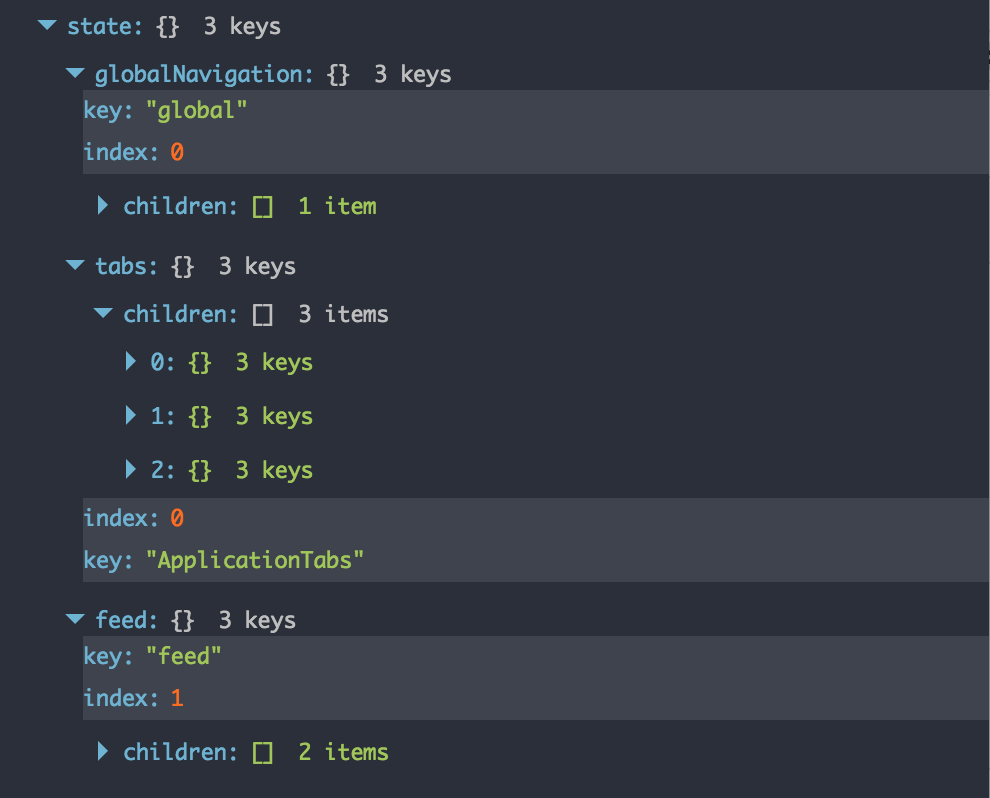 state: {} 3 keys
globalNavigation: {} 3 keys
key: "global"
index: 0
children: [] 1 item
tabs: {} 3 keys
children: [] 3 items
0: {} 3 keys
1: {} 3 keys
2: {} 3 keys
index: 0
key: "ApplicationTabs"
feed: {} 3 keys
key: "feed"
index: 1
children: [] 2 items